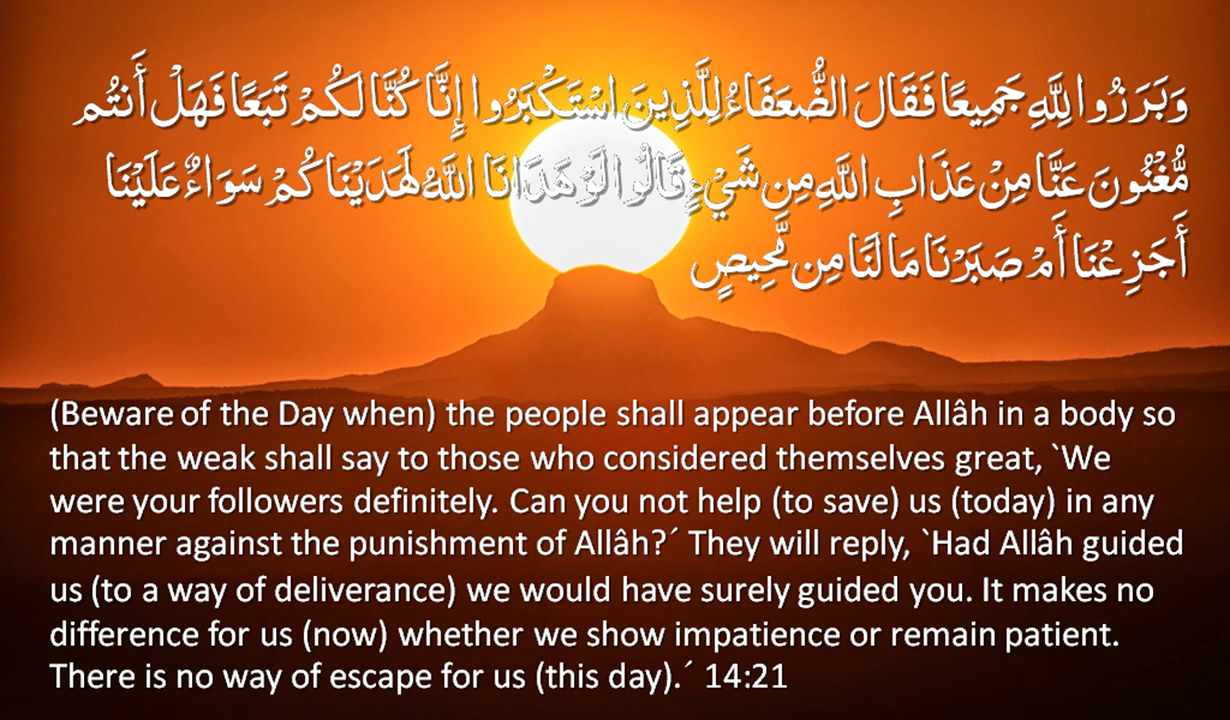 وَبَرَزُوا لِلَّهِ جَمِيعًا فَقَالَ الضُّعَفَاءُ لِلَّذِينَ اسْتَكْبَرُوا إِنَّا كُنَّا لَكُمْ تَبَعًا فَهَلْ أَنتُم
مُّغْنُونَ عَنَّا مِنْ عَذَابِ اللَّهِ مِن شَيْءٍ قَالُوا لَوْ هَدَانَا اللَّهُ لَهَدَيْنَاكُمْ سَوَاءٌ عَلَيْنَا
أَجَزِعْنَا أَمْ صَبَرْنَا مَا لَنَا مِن مَّحِيصٍ
(Beware of the Day when) the people shall appear before Allâh in a body so
that the weak shall say to those who considered themselves great, `We
were your followers definitely. Can you not help (to save) us (today) in any
manner against the punishment of Allâh?´ They will reply, `Had Allâh guided
us (to a way of deliverance) we would have surely guided you. It makes no
difference for us (now) whether we show impatience or remain patient.
There is no way of escape for us (this day).´ 14:21